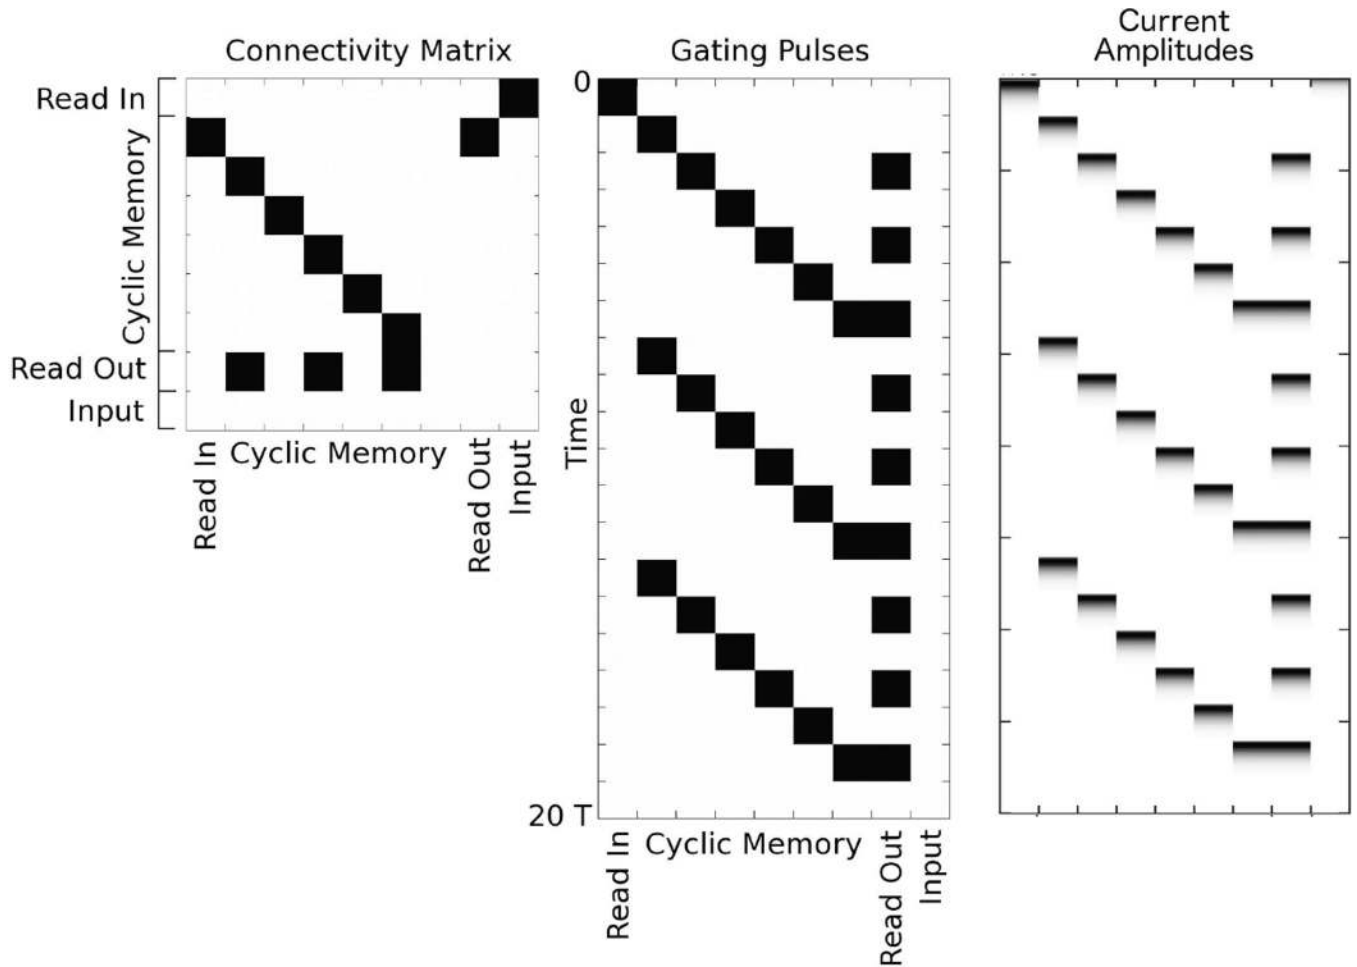 Connectivity Matrix
Read In
Cyclic Memory
Read Out
Input
Read In
Cyclic Memory
Read Out
Input
Gating Pulses
0
Time
20 T
Read In
Cyclic Memory
Read Out
Input
Current
Amplitudes